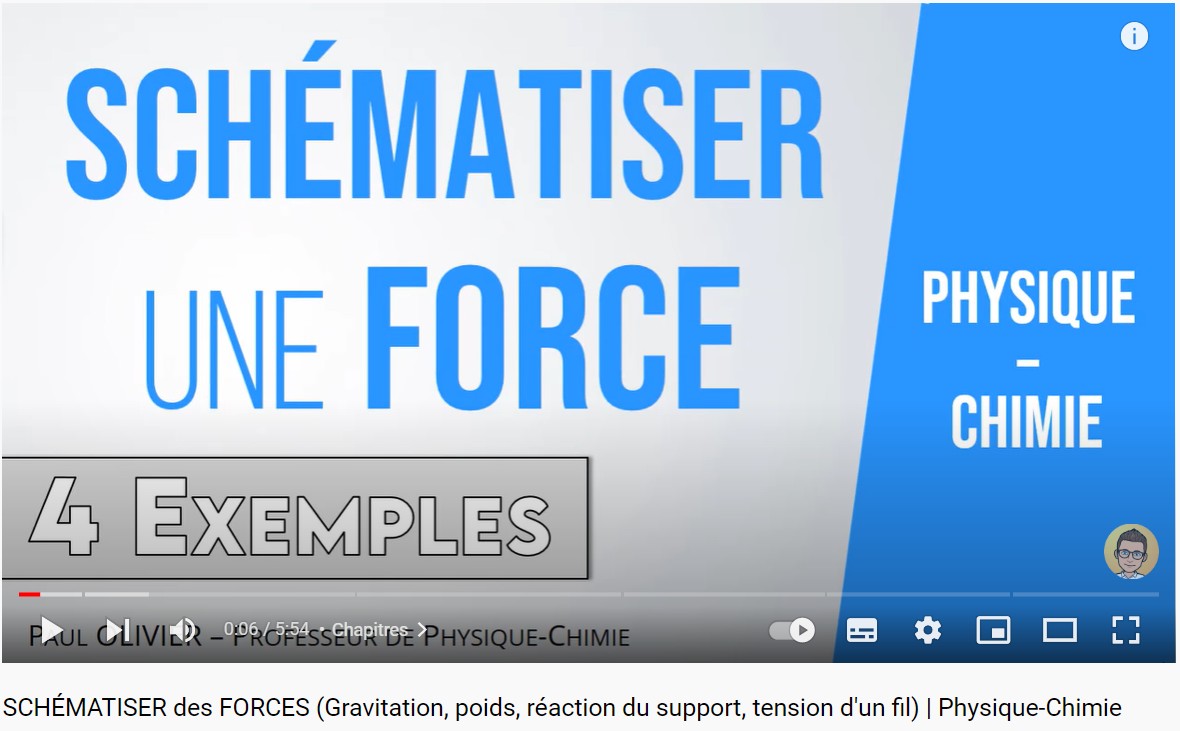 SCHÉMATISER
UNE FORCE
PHYSIQUE
–
CHIMIE
4 EXEMPLES
PAUL OLIVIER – PROFESSEUR DE PHYSIQUE-CHIMIE
0:06 / 5:54 • Chapitres >
SCHÉMATISER des FORCES (Gravitation, poids, réaction du support, tension d'un fil) | Physique-Chimie